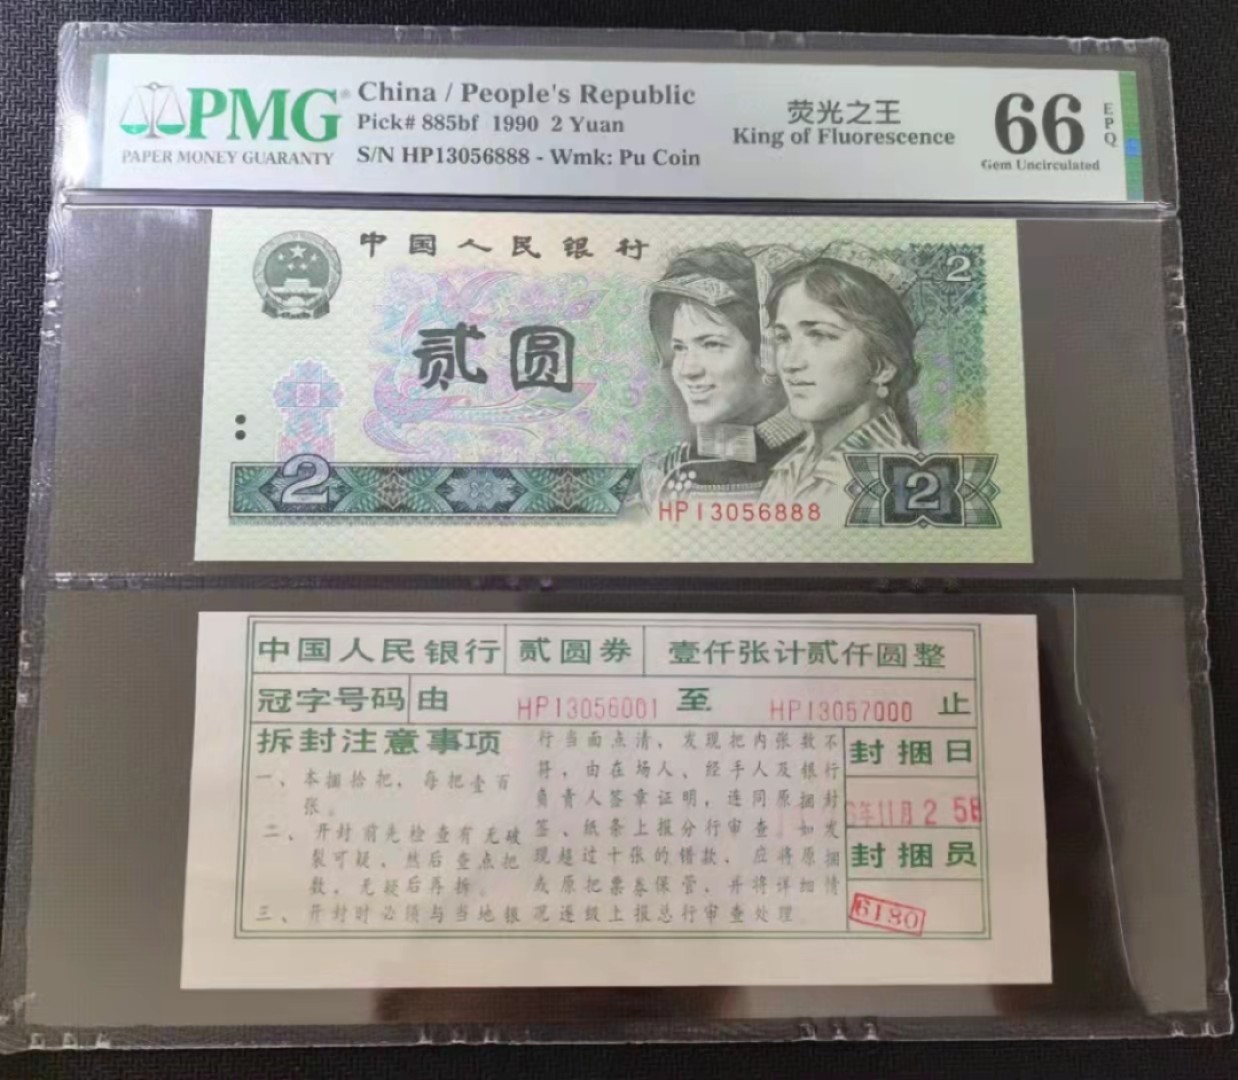 PMG
PAPER MONEY GUARANTY
China / People's Republic
Pick# 885bf 1990 2 Yuan
S/N HP13056888 - Wmk: Pu Coin
荧光之王
King of Fluorescence
66
EPQ
Gem Uncirculated
中国人民银行
2
贰圆
2
HP13056888
2
中国人民银行 贰圆券 壹仟张计贰仟圆整
冠字号码 由 HP13056001 至 HP13057000 止
拆封注意事项
一、本捆拾把，每把壹百
张。
二、开封前先检查有无破
裂可疑、然后查点把
数，无疑后再拆。
三、开封时必须与当地银
行当面点清，发现把内张数不
符，由在场人、经手人及银行
负责人签章证明，连同原捆封
签、纸条上报分行审查。如发
现超过十张的错款，应将原捆
或原把票券保管，并将详细情
况逐级上报总行审查处理。
封捆日
6年11月25日
封捆员
6180